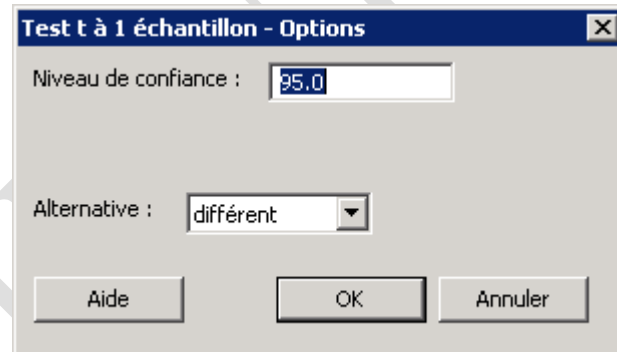 Test t à 1 échantillon - Options
Niveau de confiance : 95.0
Alternative : différent
Aide OK Annuler